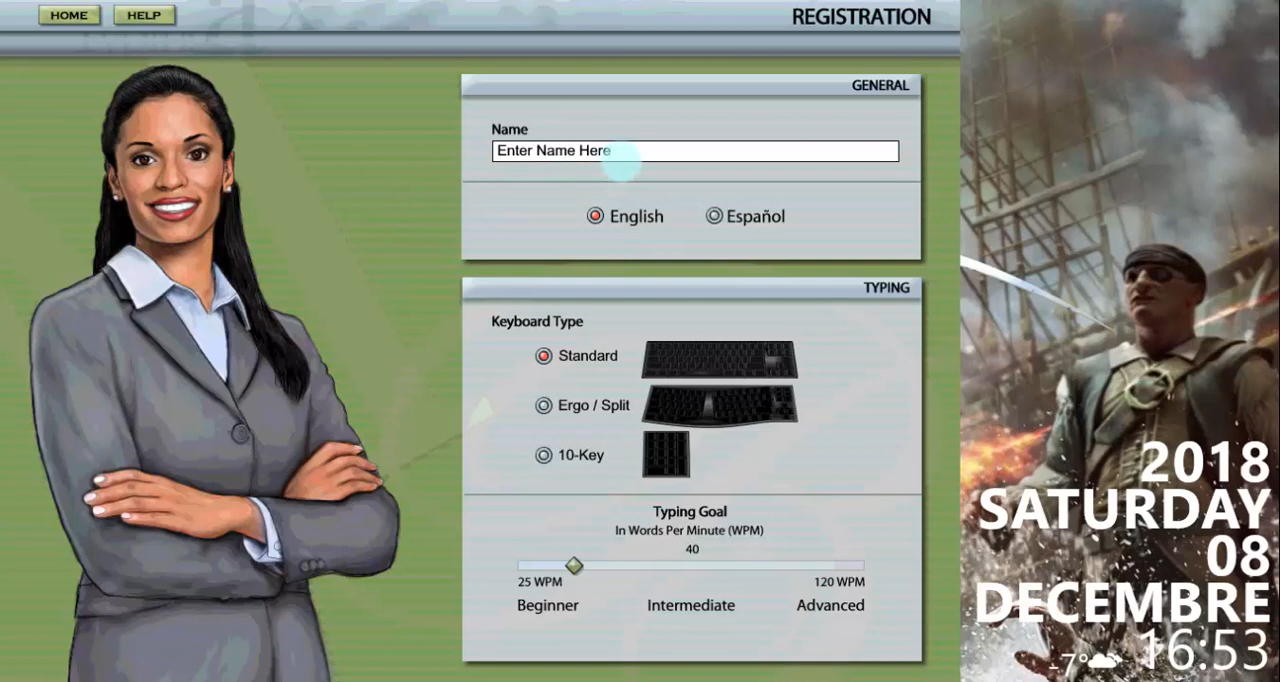 HOME HELP REGISTRATION
GENERAL
Name
Enter Name Here
English Español
TYPING
Keyboard Type
Standard
Ergo / Split
10-Key
Typing Goal
In Words Per Minute (WPM)
40
25 WPM 120 WPM
Beginner Intermediate Advanced
2018
SATURDAY
08
DECEMBRE
-7° 16:53